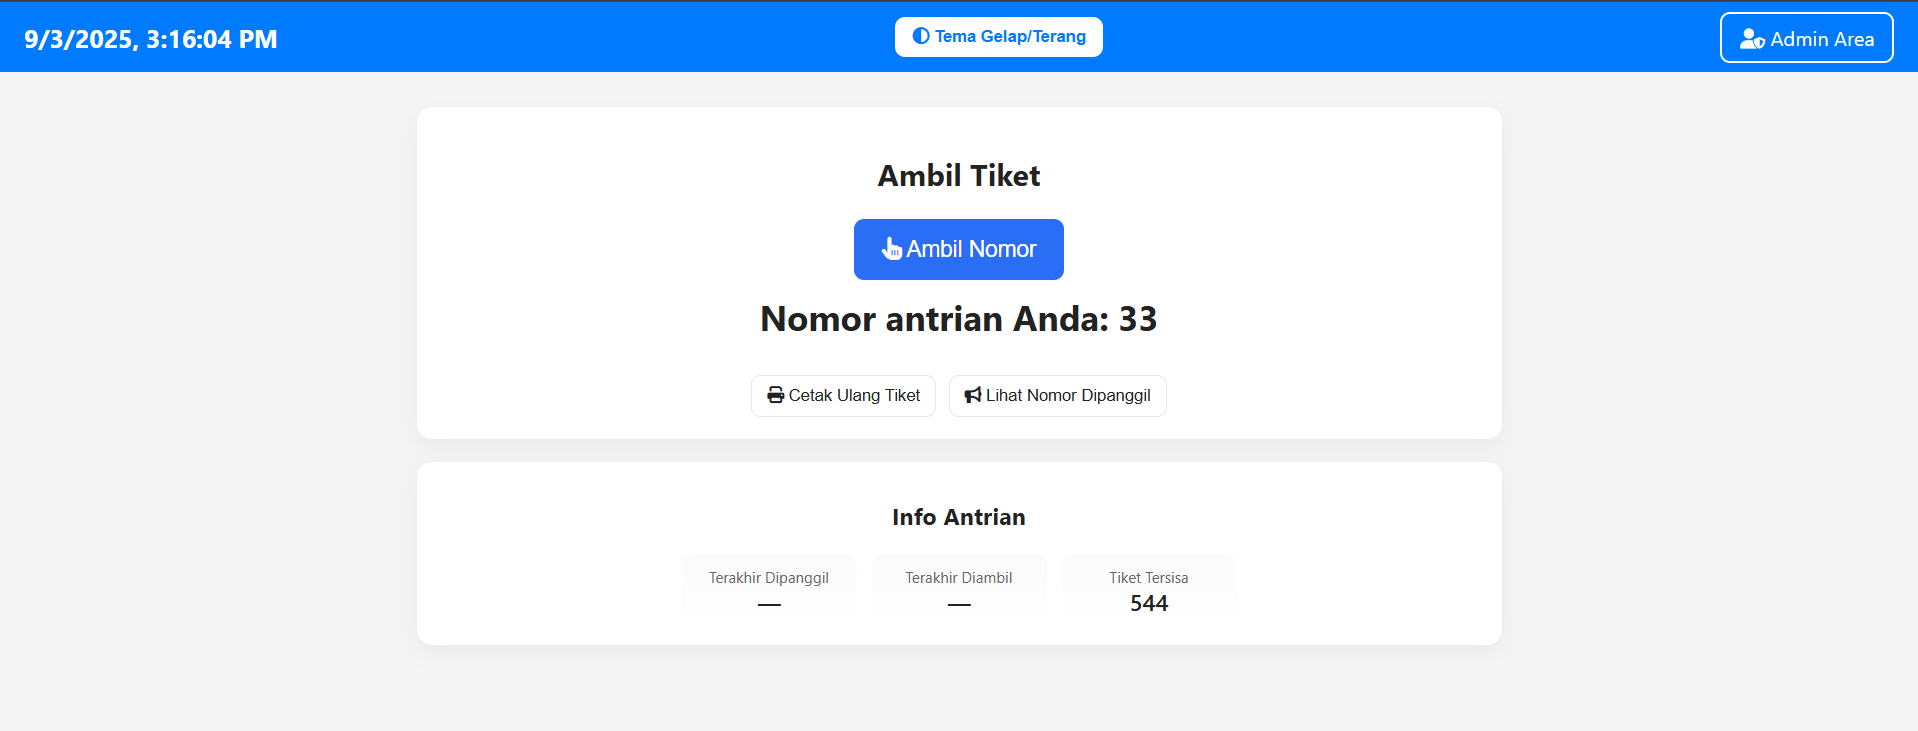 9/3/2025, 3:16:04 PM
Tema Gelap/Terang
Admin Area
Ambil Tiket
Ambil Nomor
Nomor antrian Anda: 33
Cetak Ulang Tiket
Lihat Nomor Dipanggil
Info Antrian
Terakhir Dipanggil
—
Terakhir Diambil
—
Tiket Tersisa
544